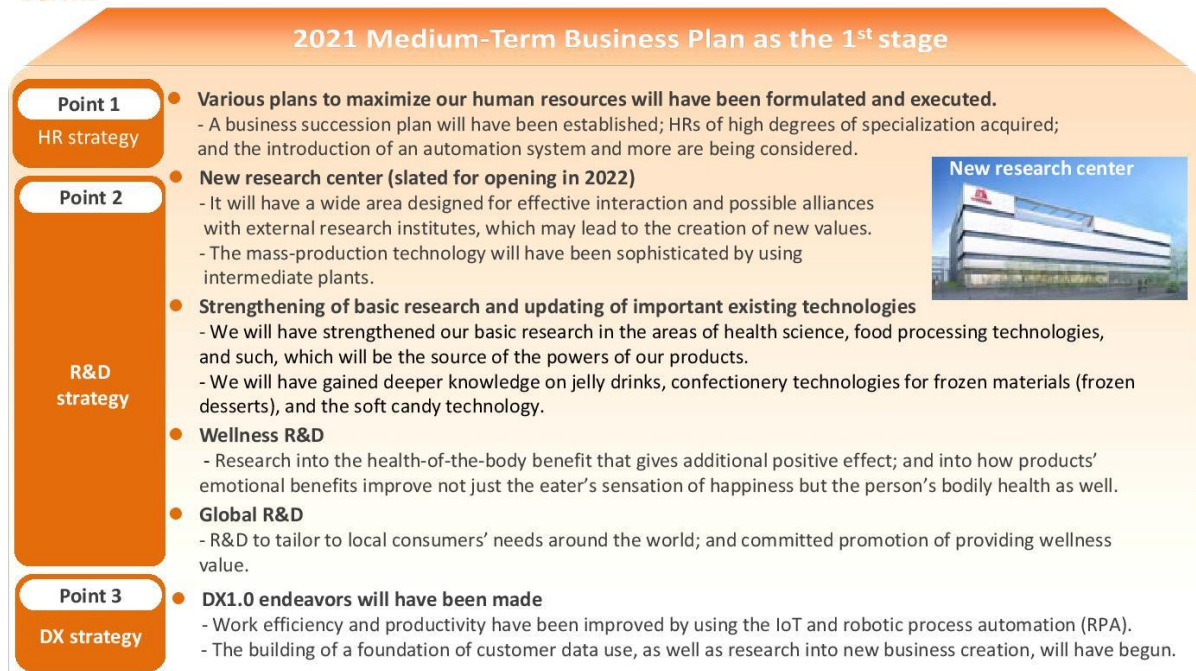 2021 Medium-Term Business Plan as the 1st stage
Point 1
HR strategy
● Various plans to maximize our human resources will have been formulated and executed.
- A business succession plan will have been established; HRs of high degrees of specialization acquired;
and the introduction of an automation system and more are being considered.
Point 2
R&D
strategy
● New research center (slated for opening in 2022)
- It will have a wide area designed for effective interaction and possible alliances
with external research institutes, which may lead to the creation of new values.
- The mass-production technology will have been sophisticated by using
intermediate plants.
New research center
● Strengthening of basic research and updating of important existing technologies
- We will have strengthened our basic research in the areas of health science, food processing technologies,
and such, which will be the source of the powers of our products.
- We will have gained deeper knowledge on jelly drinks, confectionery technologies for frozen materials (frozen
desserts), and the soft candy technology.
● Wellness R&D
- Research into the health-of-the-body benefit that gives additional positive effect; and into how products’
emotional benefits improve not just the eater’s sensation of happiness but the person’s bodily health as well.
● Global R&D
- R&D to tailor to local consumers’ needs around the world; and committed promotion of providing wellness
value.
Point 3
DX strategy
● DX1.0 endeavors will have been made
- Work efficiency and productivity have been improved by using the IoT and robotic process automation (RPA).
- The building of a foundation of customer data use, as well as research into new business creation, will have begun.